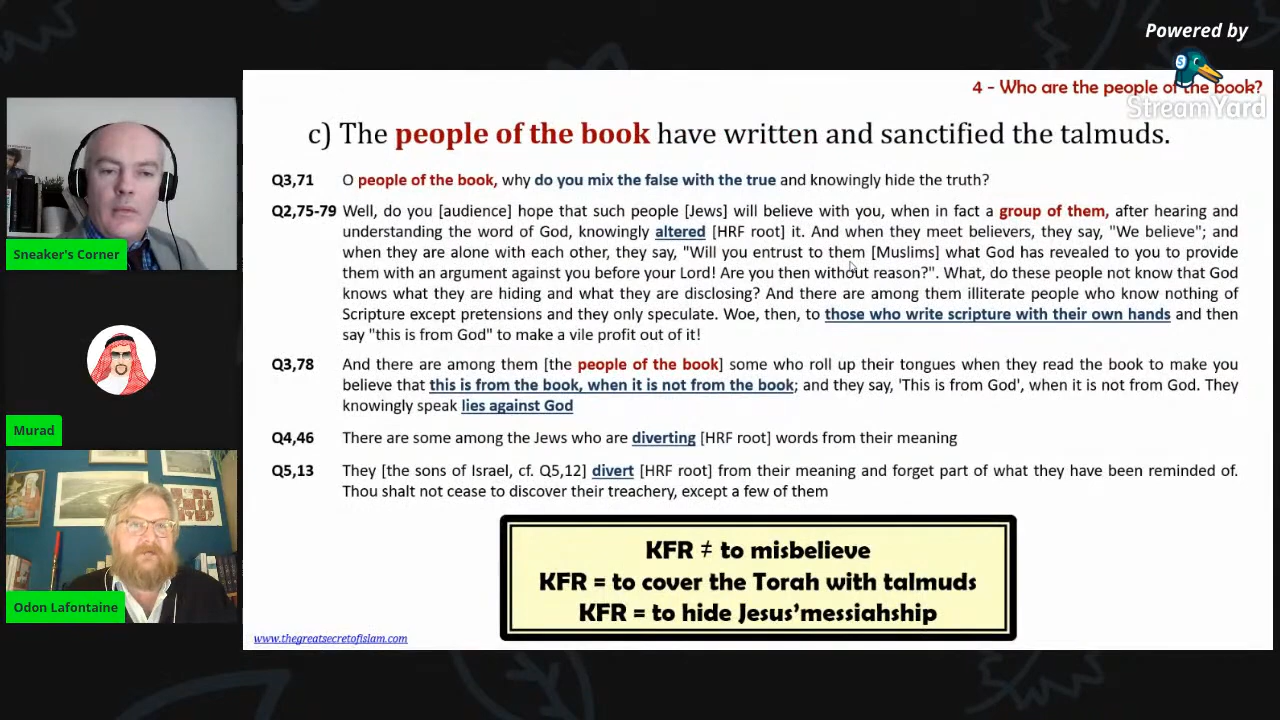 Powered by
StreamYard
4 - Who are the people of the book?
c) The people of the book have written and sanctified the talmuds.
Q3,71 O people of the book, why do you mix the false with the true and knowingly hide the truth?
Q2,75-79 Well, do you [audience] hope that such people [Jews] will believe with you, when in fact a group of them, after hearing and
understanding the word of God, knowingly altered [HRF root] it. And when they meet believers, they say, "We believe"; and
when they are alone with each other, they say, "Will you entrust to them [Muslims] what God has revealed to you to provide
them with an argument against you before your Lord! Are you then without reason?". What, do these people not know that God
knows what they are hiding and what they are disclosing? And there are among them illiterate people who know nothing of
Scripture except pretensions and they only speculate. Woe, then, to those who write scripture with their own hands and then
say "this is from God" to make a vile profit out of it!
Q3,78 And there are among them [the people of the book] some who roll up their tongues when they read the book to make you
believe that this is from the book, when it is not from the book; and they say, 'This is from God', when it is not from God. They
knowingly speak lies against God
Q4,46 There are some among the Jews who are diverting [HRF root] words from their meaning
Q5,13 They [the sons of Israel, cf. Q5,12] divert [HRF root] from their meaning and forget part of what they have been reminded of.
Thou shalt not cease to discover their treachery, except a few of them
KFR ≠ to misbelieve
KFR = to cover the Torah with talmuds
KFR = to hide Jesus'messiahship
www.thegreatsecretofislam.com
Sneaker's Corner
Murad
Odon Lafontaine